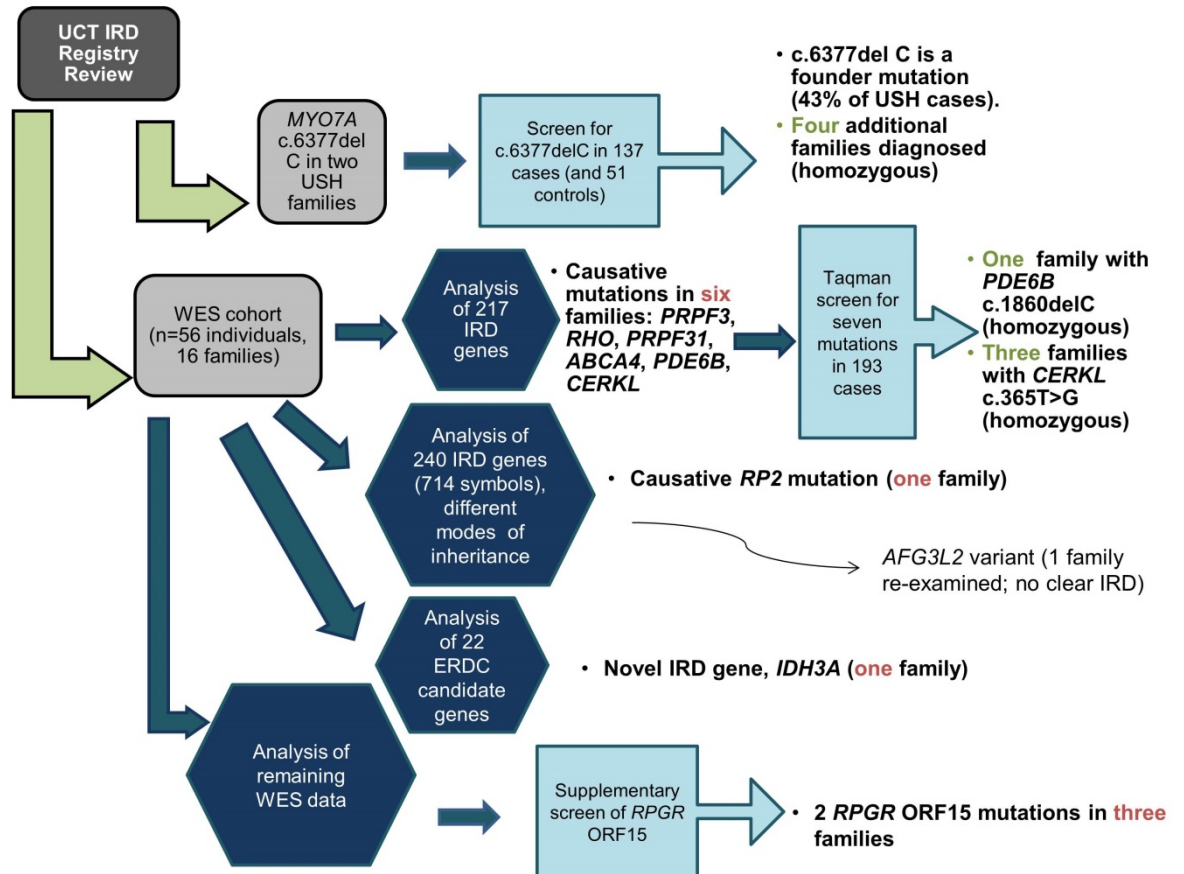 UCT IRD
Registry
Review
MYO7A
c.6377del
C in two
USH
families
Screen for
c.6377delC in 137
cases (and 51
controls)
• c.6377del C is a
founder mutation
(43% of USH cases).
• Four additional
families diagnosed
(homozygous)
WES cohort
(n=56 individuals,
16 families)
Analysis
of 217
IRD
genes
• Causative
mutations in six
families: PRPF3,
RHO, PRPF31,
ABCA4, PDE6B,
CERKL
Taqman
screen for
seven
mutations
in 193
cases
• One family with
PDE6B
c.1860delC
(homozygous)
• Three families
with CERKL
c.365T>G
(homozygous)
Analysis of
240 IRD genes
(714 symbols),
different
modes of
inheritance
• Causative RP2 mutation (one family)
AFG3L2 variant (1 family
re-examined; no clear IRD)
Analysis
of 22
ERDC
candidate
genes
• Novel IRD gene, IDH3A (one family)
Analysis of
remaining
WES data
Supplementary
screen of RPGR
ORF15
• 2 RPGR ORF15 mutations in three
families